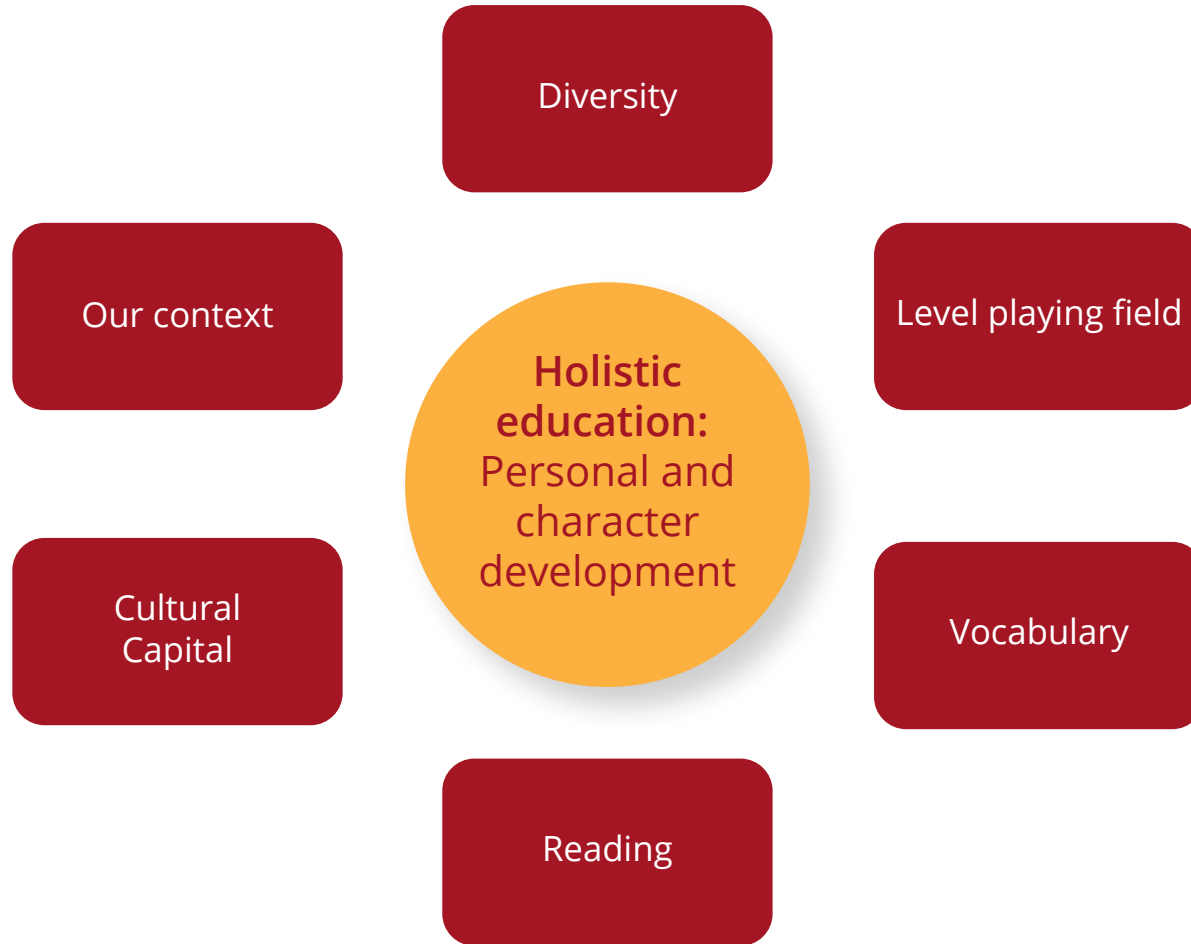 Diversity
Our context
Level playing field
Holistic
education:
Personal and
character
development
Cultural
Capital
Vocabulary
Reading